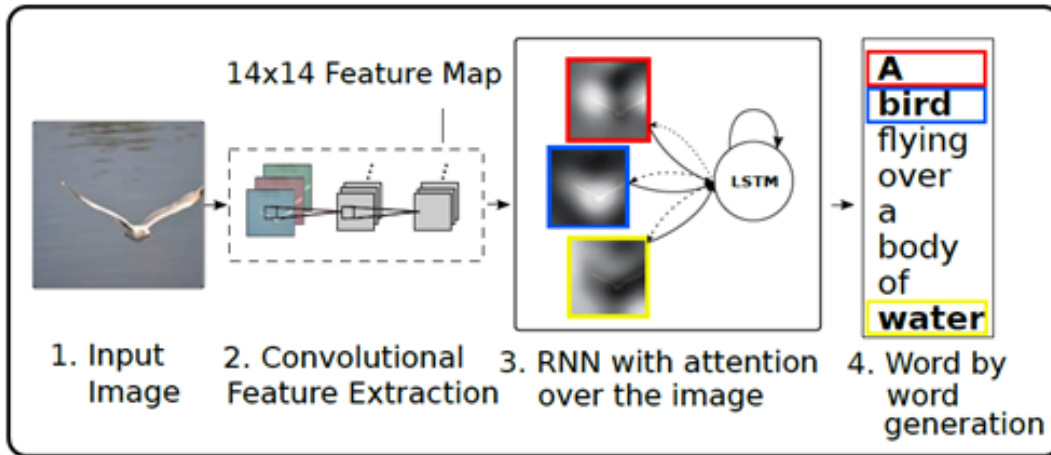 14x14 Feature Map
LSTM
A
bird
flying
over
a
body
of
water
1. Input
Image
2. Convolutional
Feature Extraction
3. RNN with attention
over the image
4. Word by
word
generation